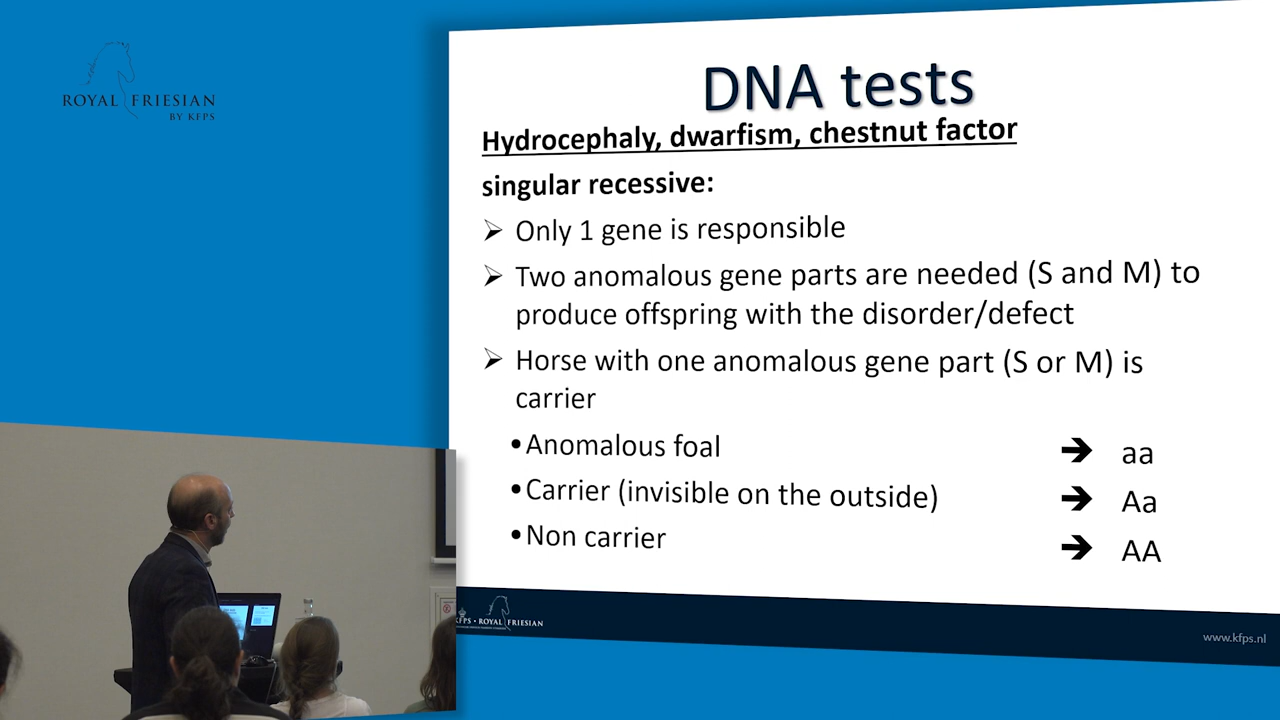 ROYAL FRIESIAN
BY KFPS
DNA tests
Hydrocephaly, dwarfism, chestnut factor
singular recessive:
➢ Only 1 gene is responsible
➢ Two anomalous gene parts are needed (S and M) to
produce offspring with the disorder/defect
➢ Horse with one anomalous gene part (S or M) is
carrier
•Anomalous foal ➔ aa
•Carrier (invisible on the outside) ➔ Aa
•Non carrier ➔ AA
KFPS • ROYAL FRIESIAN
www.kfps.nl